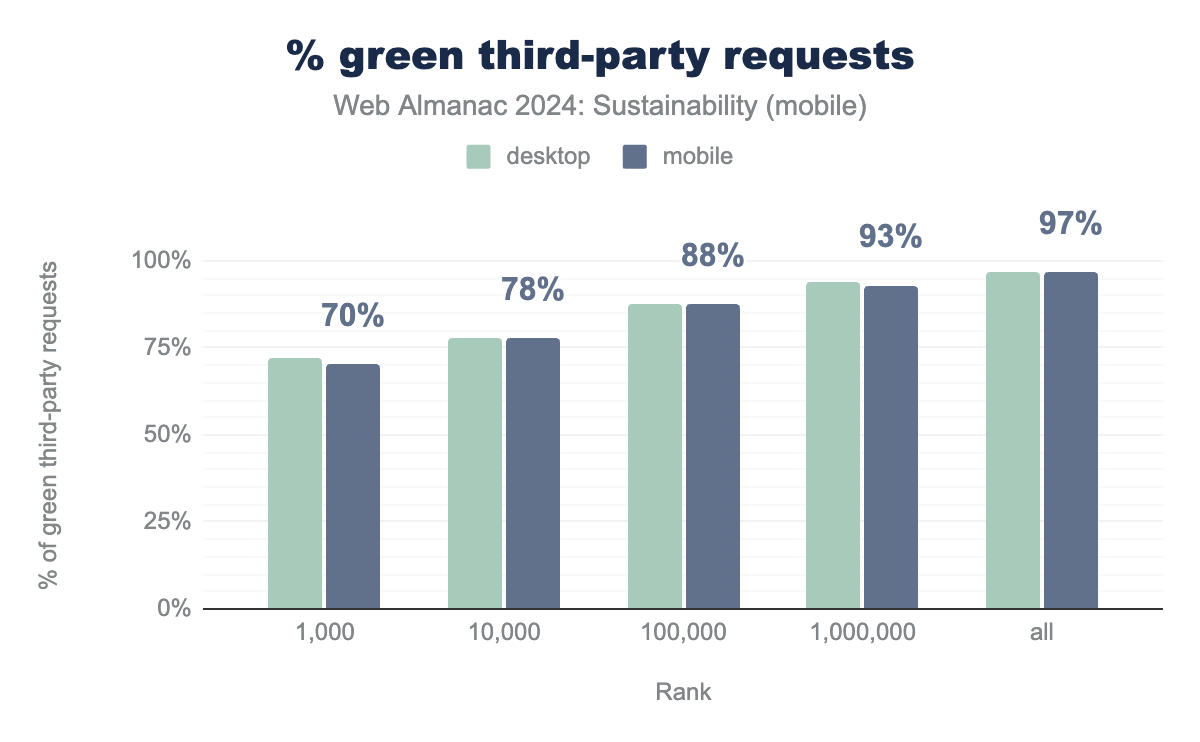 % green third-party requests
Web Almanac 2024: Sustainability (mobile)
desktop mobile
% of green third-party requests
100%
75%
50%
25%
0%
70%
78%
88%
93%
97%
1,000 10,000 100,000 1,000,000 all
Rank